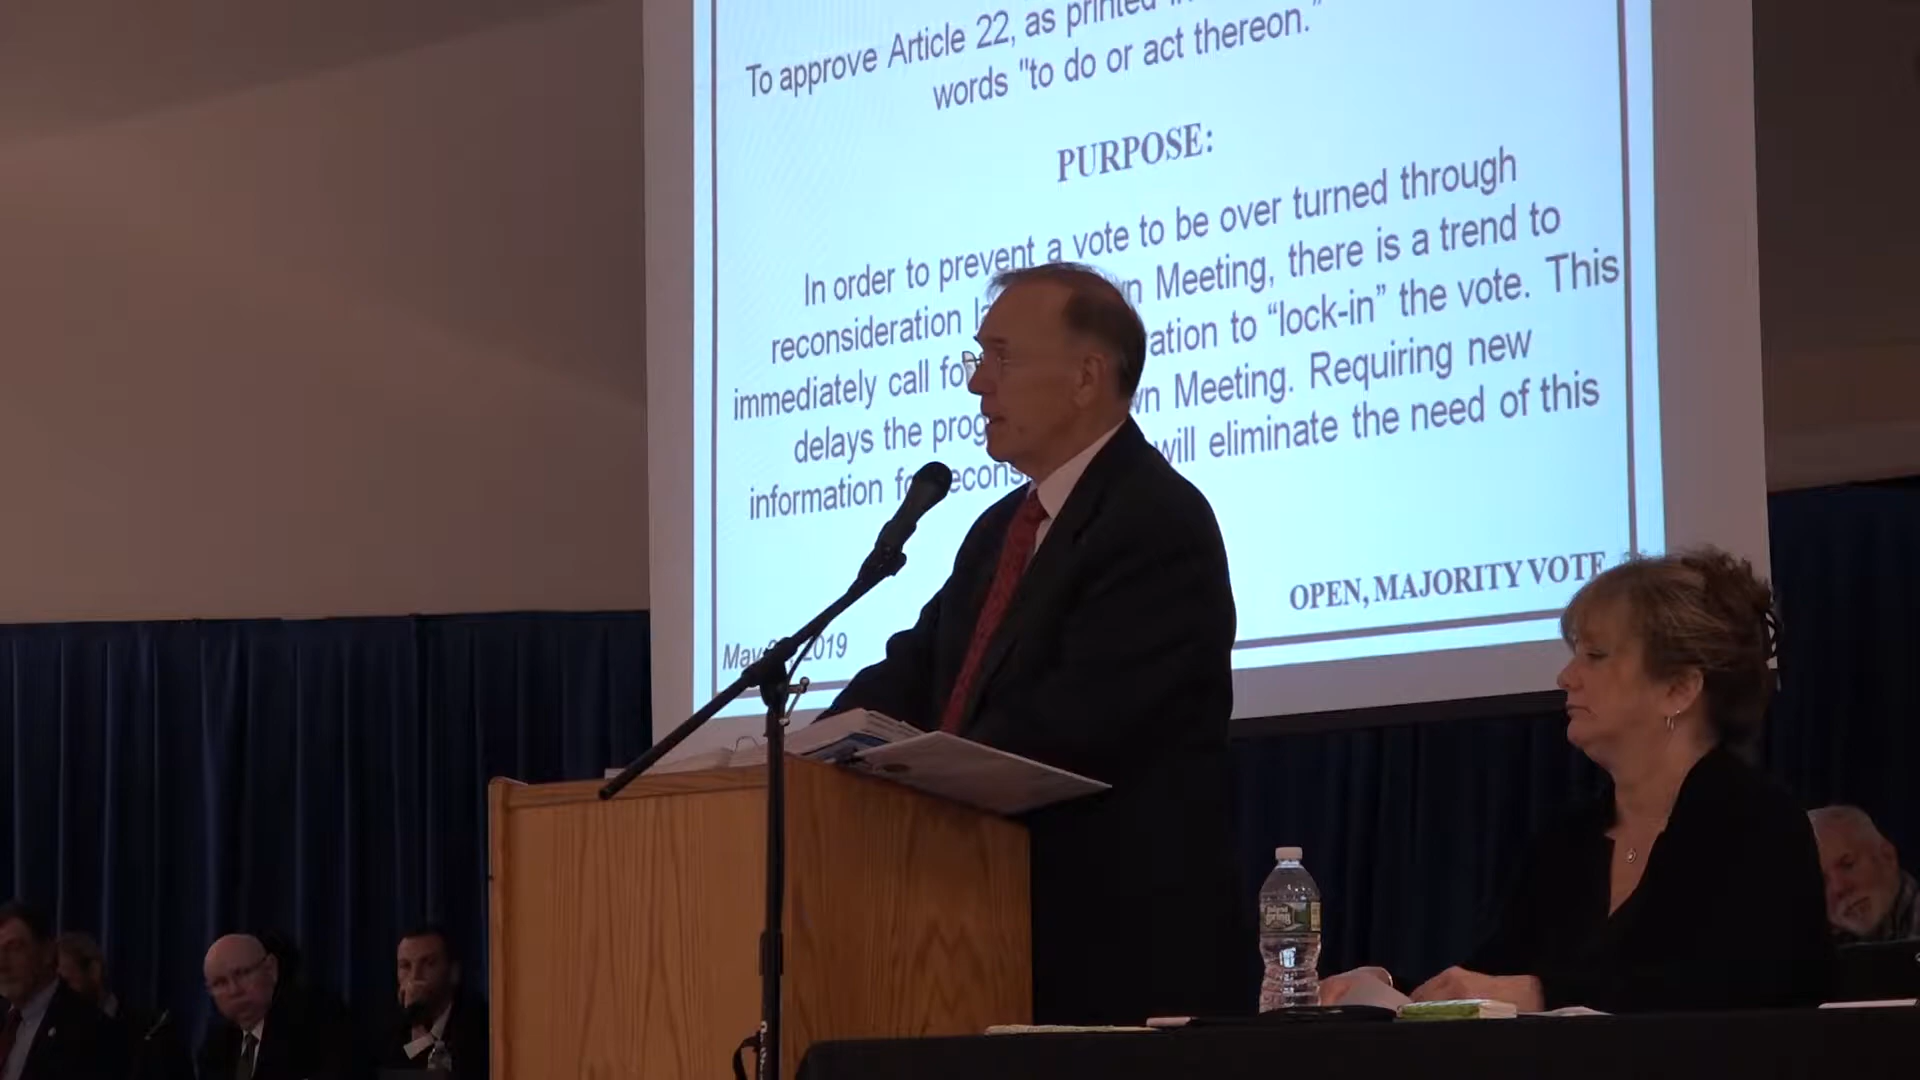 To approve Article 22, as printed
words "to do or act thereon."
PURPOSE:
In order to prevent a vote to be over turned through
reconsideration Meeting, there is a trend to
immediately call to “lock-in” the vote. This
delays the Meeting. Requiring new
information will eliminate the need of this
OPEN, MAJORITY VOTE
2019